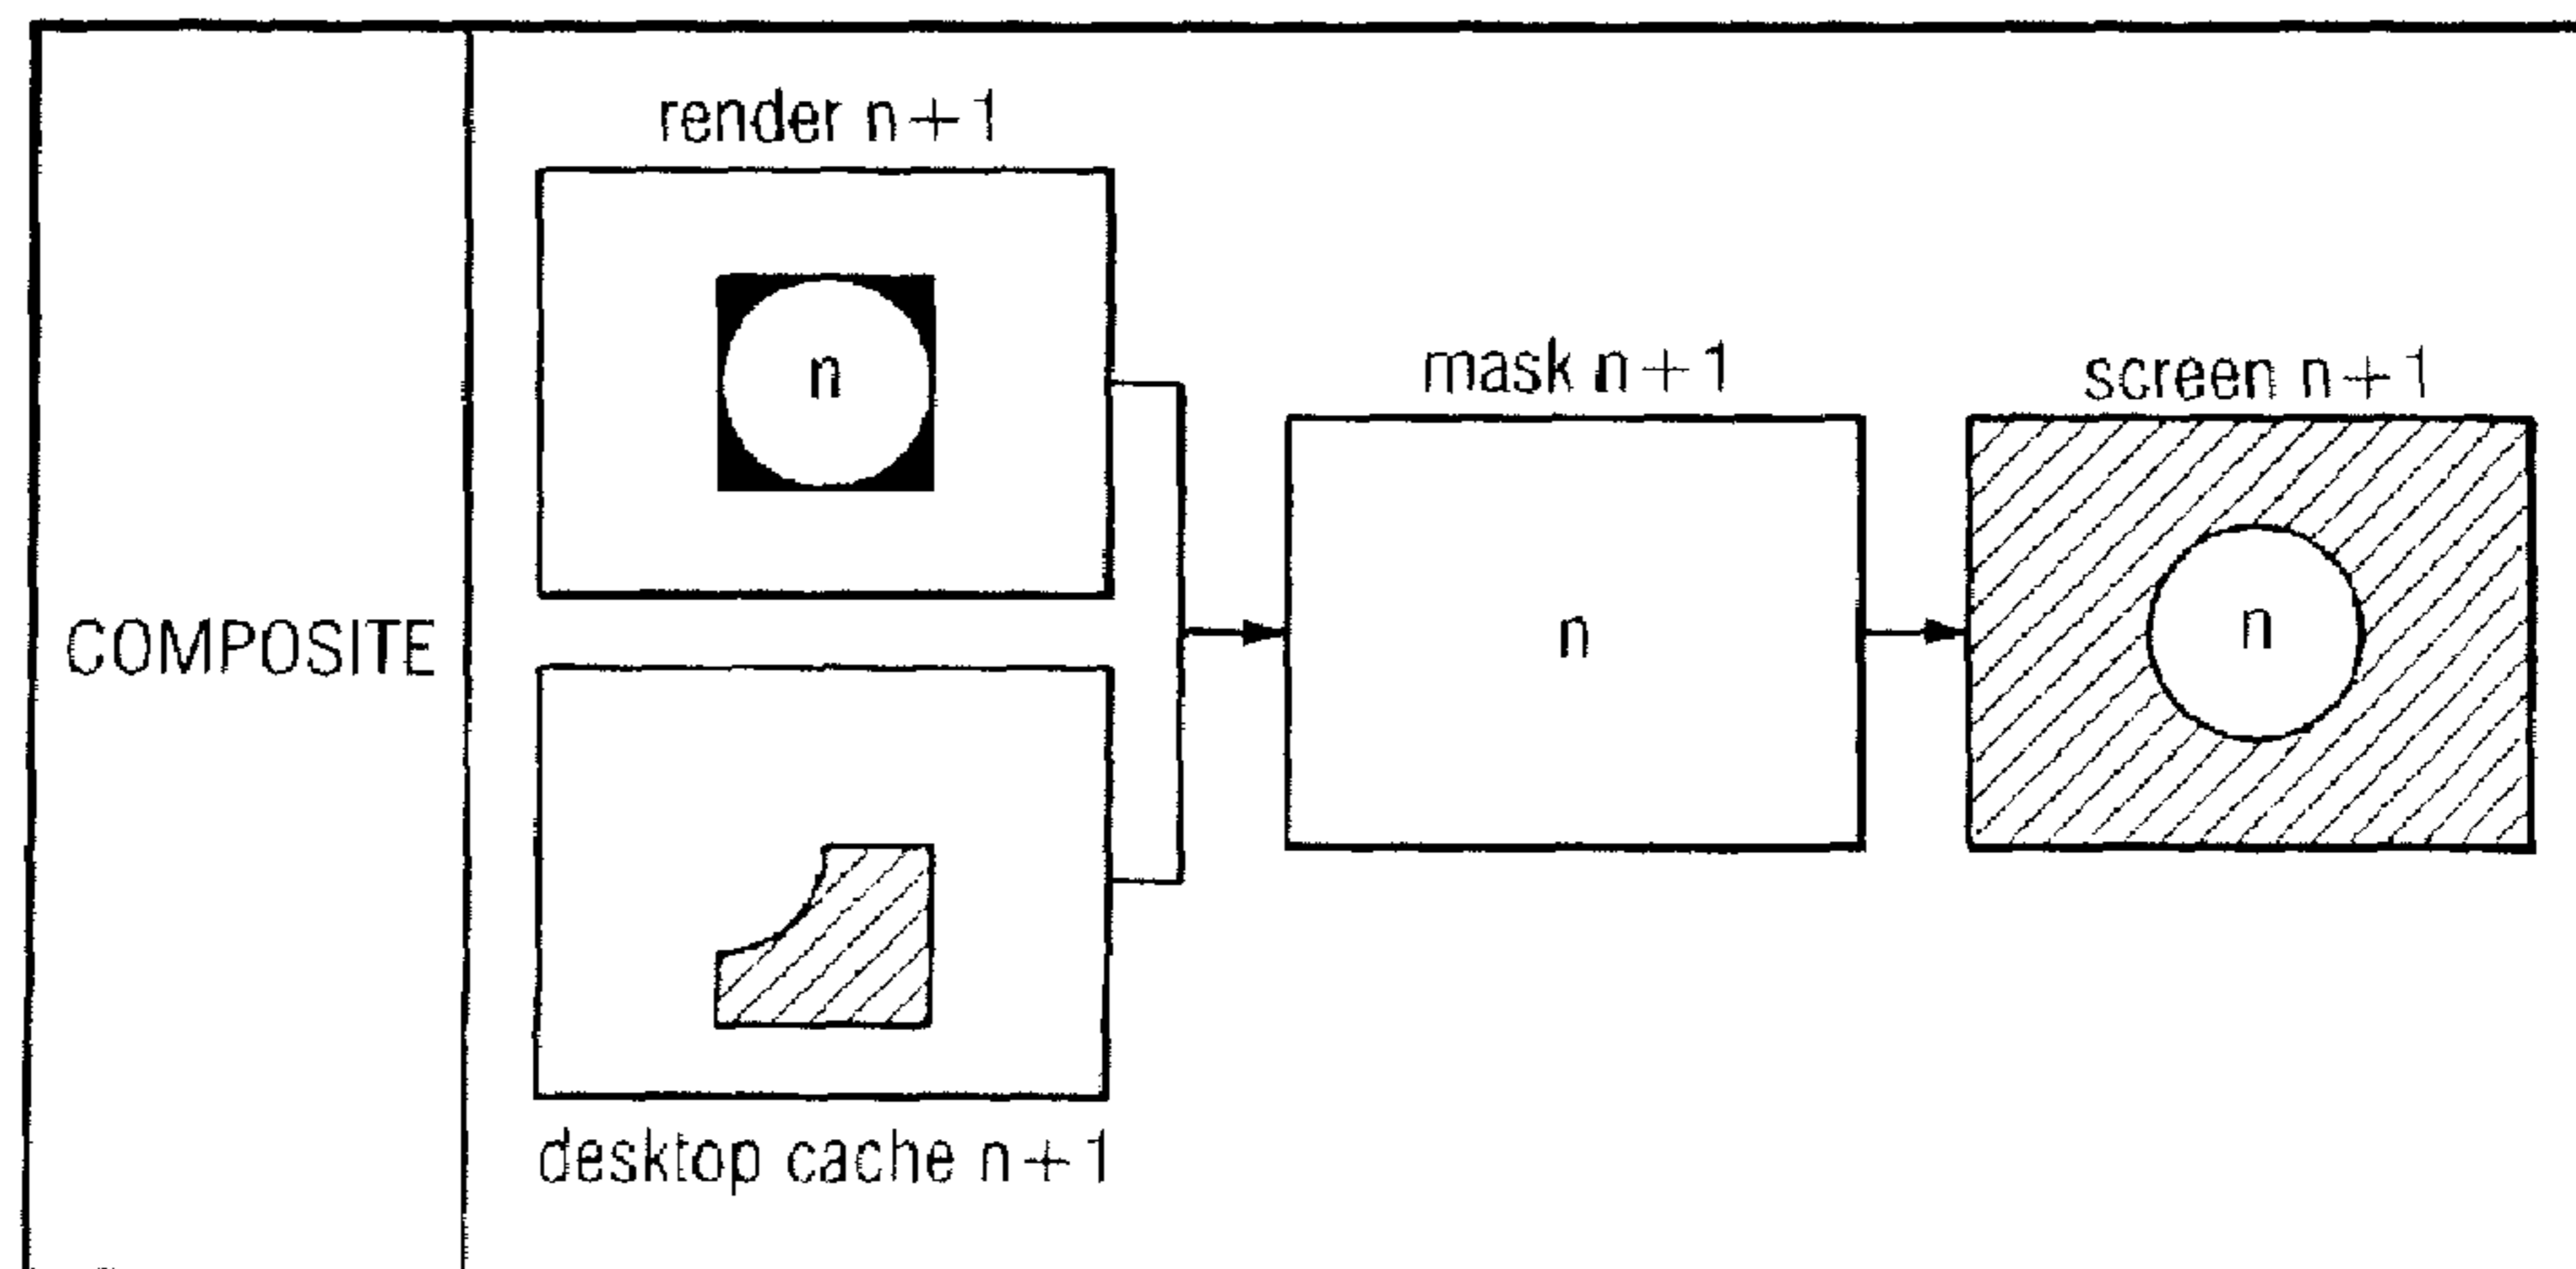 COMPOSITE
render n+1
n
desktop cache n+1
mask n+1
n
screen n+1
n